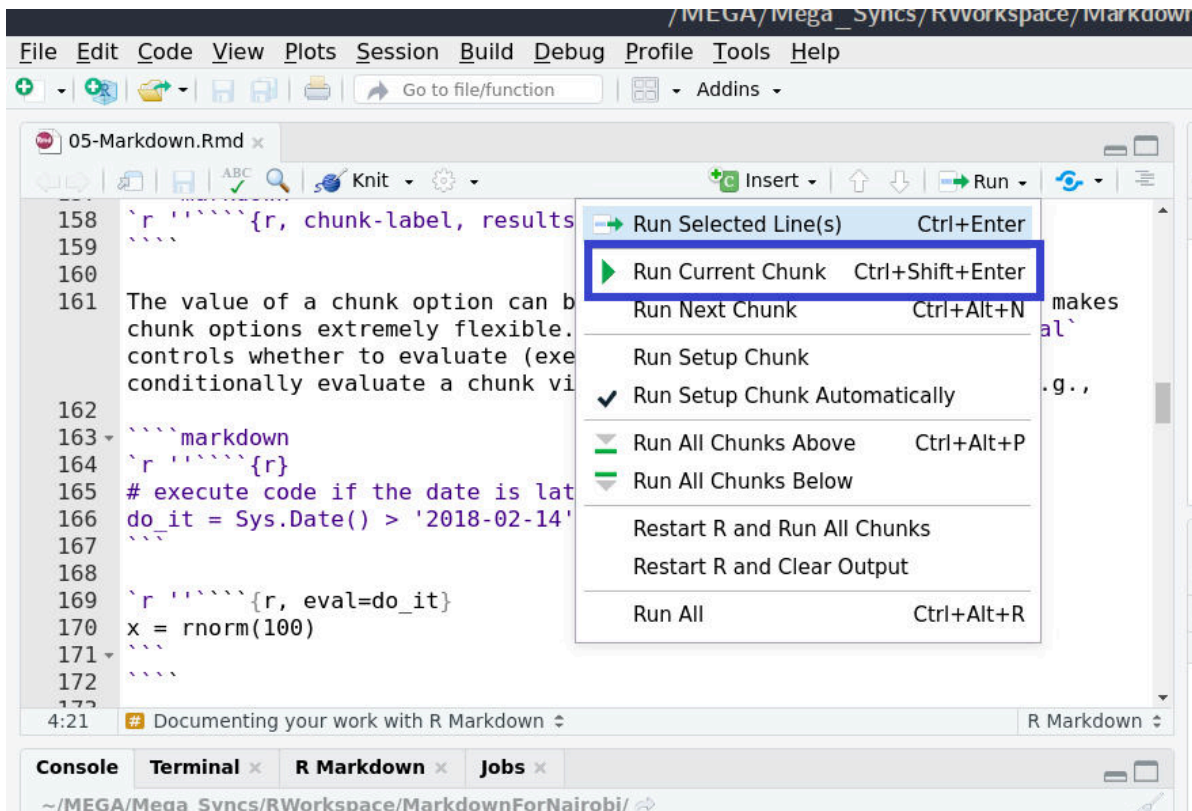 /MEGA/Mega_Syncs/RWorkspace/Markdown
File Edit Code View Plots Session Build Debug Profile Tools Help
Go to file/function Addins
05-Markdown.Rmd
ABC Knit Insert Run
158 `r ''````{r, chunk-label, results
159 ````
160
161 The value of a chunk option can b makes
chunk options extremely flexible. al`
controls whether to evaluate (exe
conditionally evaluate a chunk vi .g.,
162
163 ````markdown
164 `r ''````{r}
165 # execute code if the date is lat
166 do_it = Sys.Date() > '2018-02-14'
167 ```
168
169 `r ''````{r, eval=do_it}
170 x = rnorm(100)
171 ```
172 ````
Run Selected Line(s) Ctrl+Enter
Run Current Chunk Ctrl+Shift+Enter
Run Next Chunk Ctrl+Alt+N
Run Setup Chunk
Run Setup Chunk Automatically
Run All Chunks Above Ctrl+Alt+P
Run All Chunks Below
Restart R and Run All Chunks
Restart R and Clear Output
Run All Ctrl+Alt+R
4:21 # Documenting your work with R Markdown R Markdown
Console Terminal R Markdown Jobs
~/MEGA/Mega_Syncs/RWorkspace/MarkdownForNairobi/